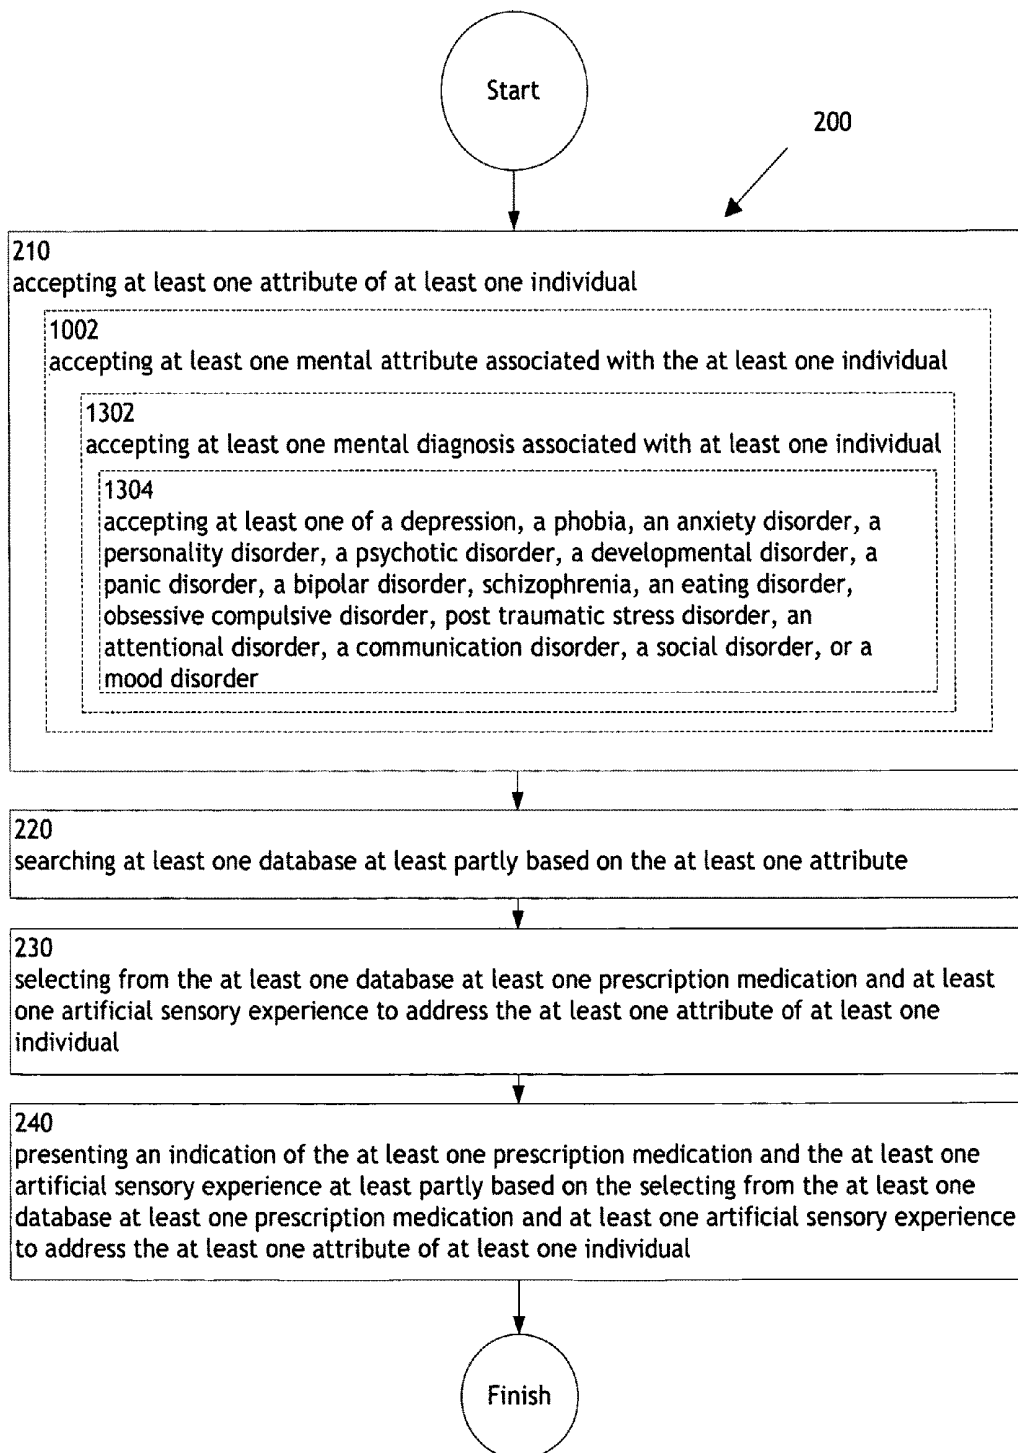 Start
200
210
accepting at least one attribute of at least one individual
1002
accepting at least one mental attribute associated with the at least one individual
1302
accepting at least one mental diagnosis associated with at least one individual
1304
accepting at least one of a depression, a phobia, an anxiety disorder, a
personality disorder, a psychotic disorder, a developmental disorder, a
panic disorder, a bipolar disorder, schizophrenia, an eating disorder,
obsessive compulsive disorder, post traumatic stress disorder, an
attentional disorder, a communication disorder, a social disorder, or a
mood disorder
220
searching at least one database at least partly based on the at least one attribute
230
selecting from the at least one database at least one prescription medication and at least
one artificial sensory experience to address the at least one attribute of at least one
individual
240
presenting an indication of the at least one prescription medication and the at least one
artificial sensory experience at least partly based on the selecting from the at least one
database at least one prescription medication and at least one artificial sensory experience
to address the at least one attribute of at least one individual
Finish